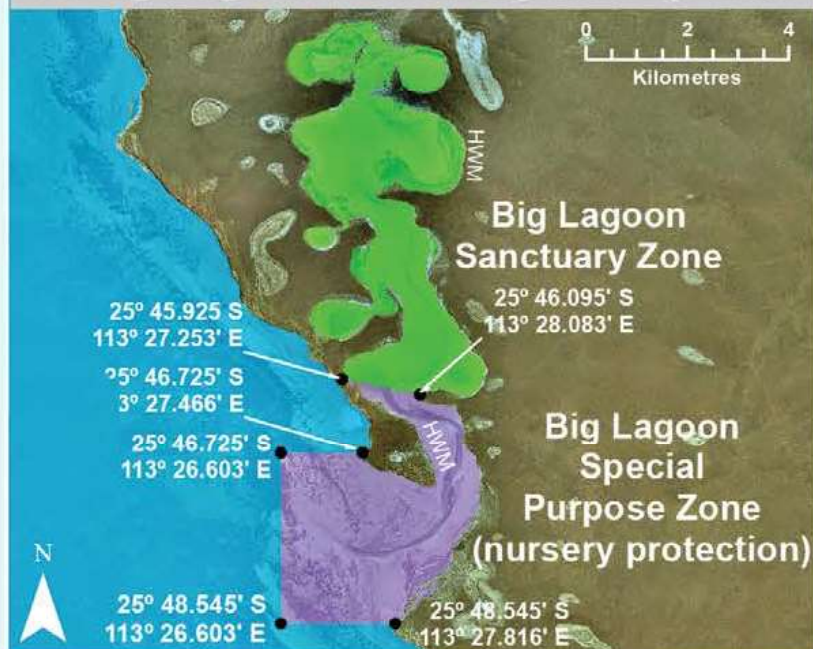 0 2 4
Kilometres
HWM
Big Lagoon
Sanctuary Zone
25º 46.095' S
113º 28.083' E
25º 45.925 S
113º 27.253' E
5º 46.725' S
3º 27.466' E
25º 46.725' S
113º 26.603' E
HWM
Big Lagoon
Special
Purpose Zone
(nursery protection)
N
25º 48.545' S
113º 26.603' E
25º 48.545' S
113º 27.816' E